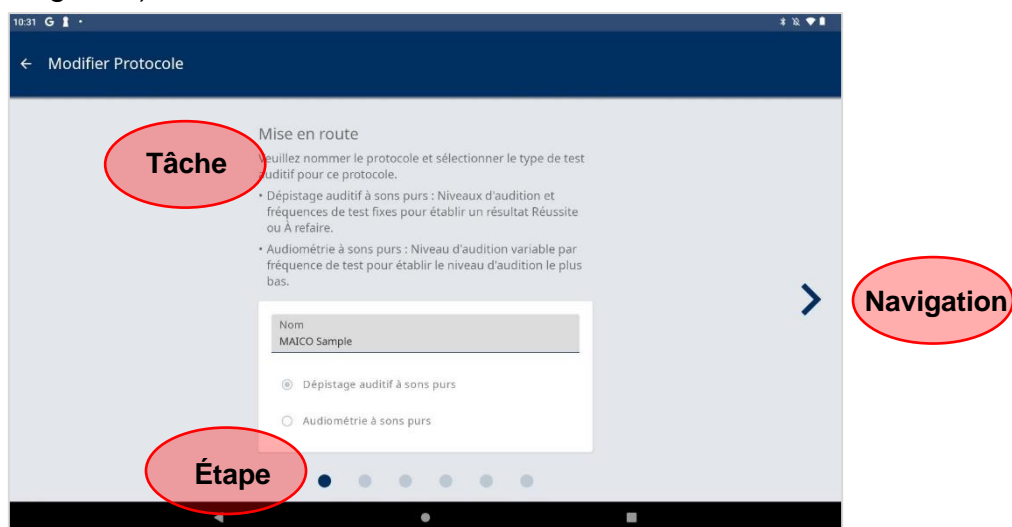 10:31 G
Modifier Protocole
Mise en route
Tâche
Veuillez nommer le protocole et sélectionner le type de test
auditif pour ce protocole.
• Dépistage auditif à sons purs : Niveaux d'audition et
fréquences de test fixes pour établir un résultat Réussite
ou À refaire.
• Audiométrie à sons purs : Niveau d'audition variable par
fréquence de test pour établir le niveau d'audition le plus
bas.
Navigation
Nom
MAICO Sample
Dépistage auditif à sons purs
Audiométrie à sons purs
Étape